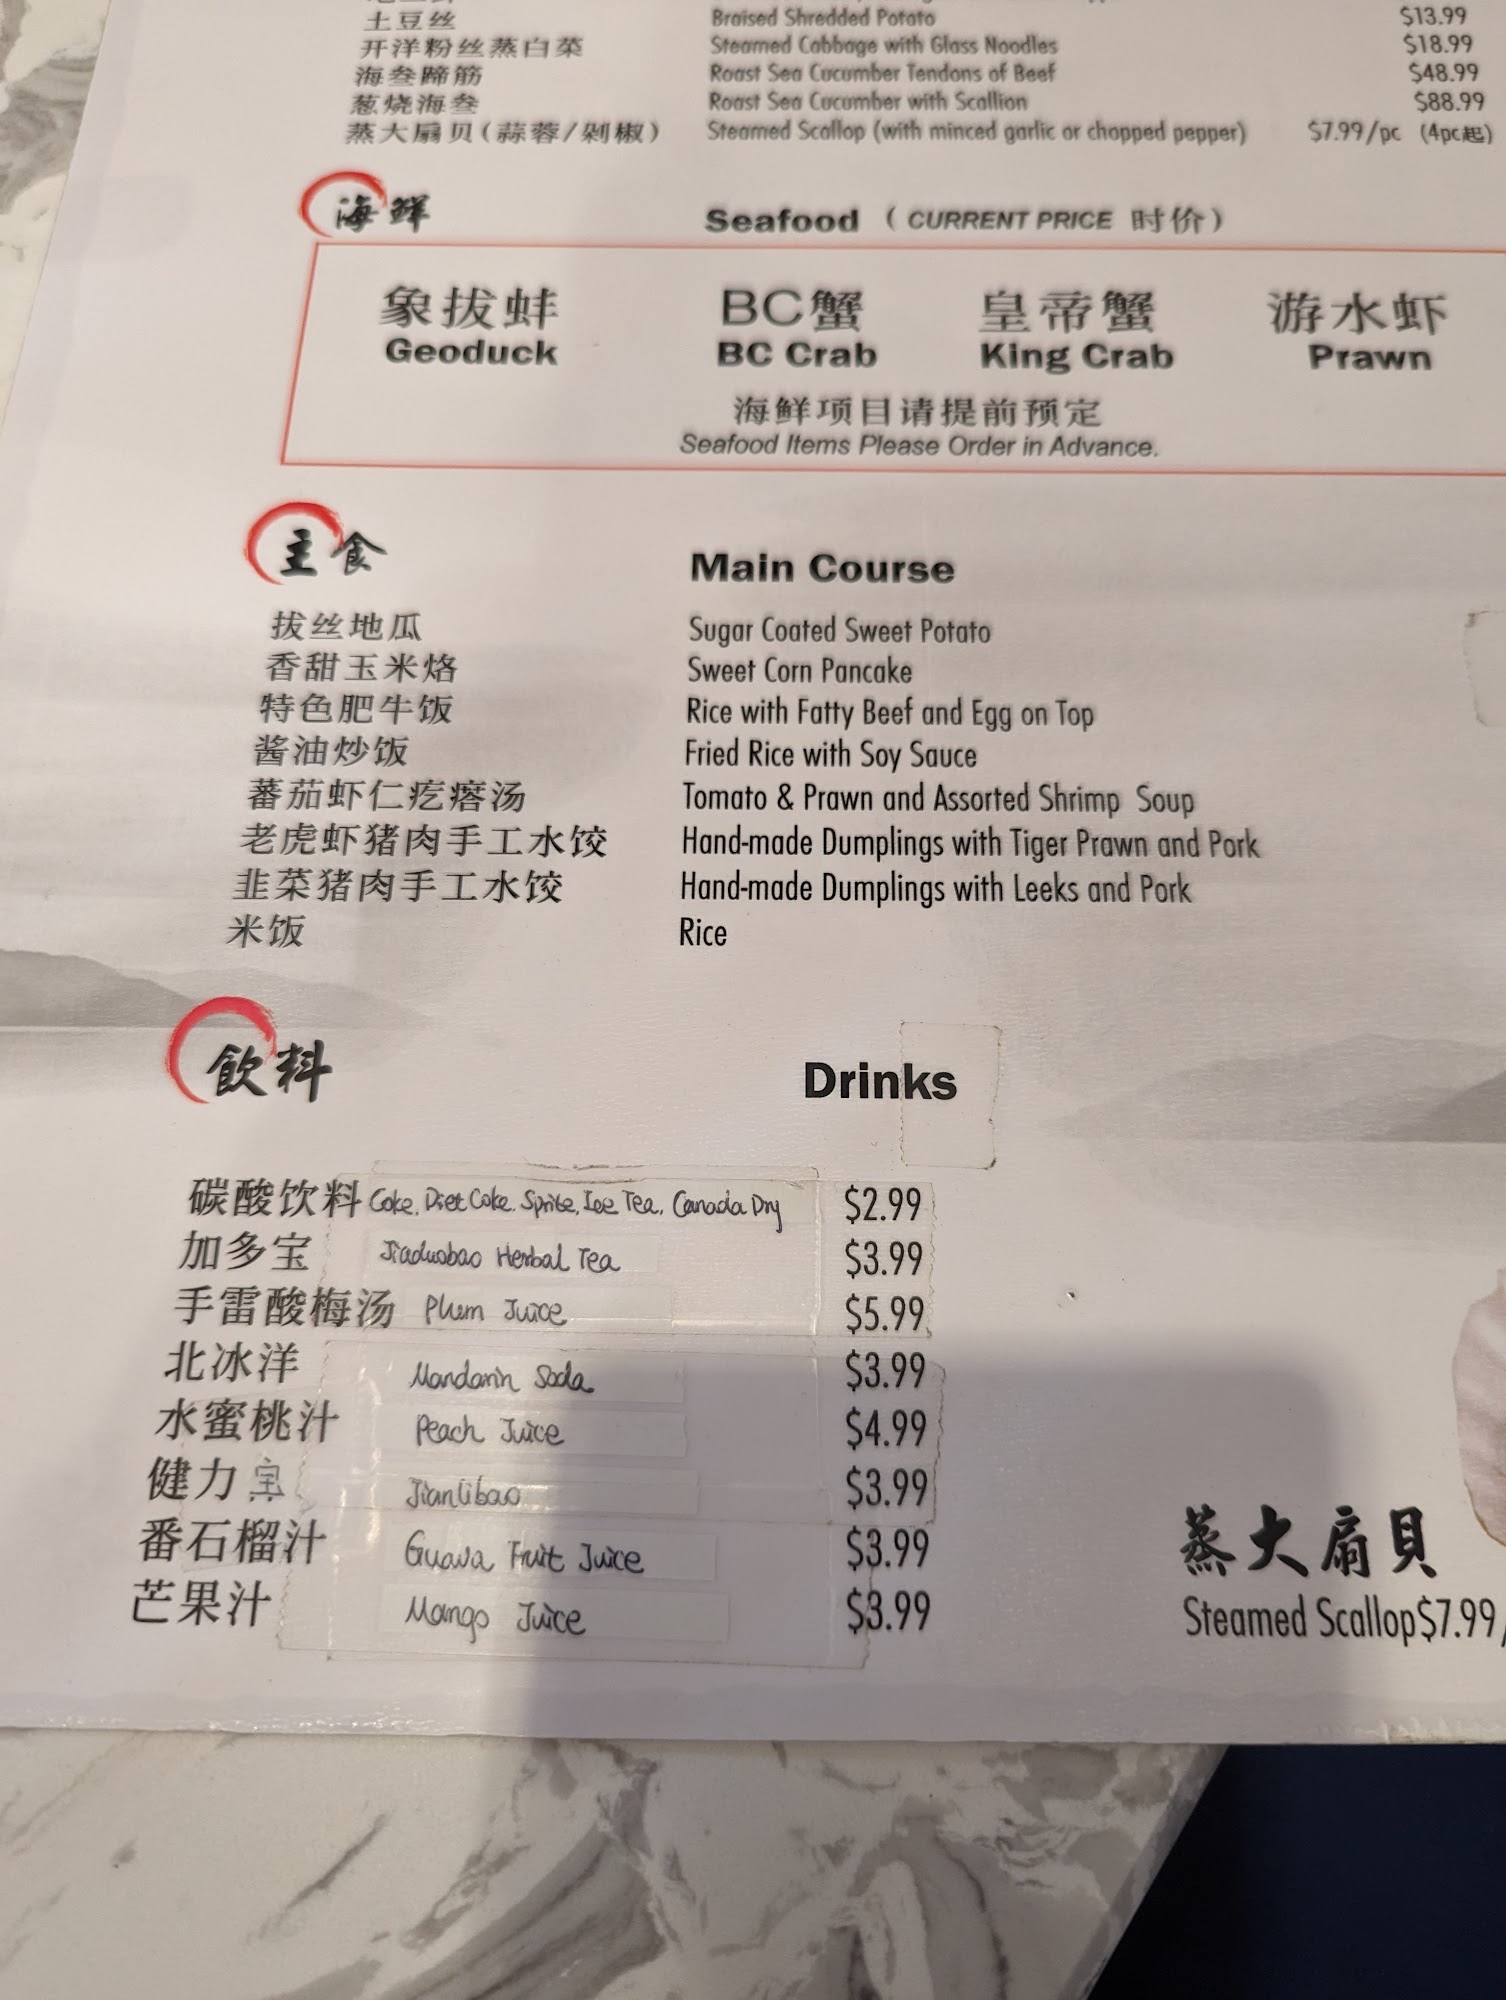 土豆丝 Braised Shredded Potato $13.99
开洋粉丝蒸白菜 Steamed Cabbage with Glass Noodles $18.99
海叁蹄筋 Roast Sea Cucumber Tendons of Beef $48.99
葱烧海叁 Roast Sea Cucumber with Scallion $88.99
蒸大扇贝(蒜蓉/剁椒) Steamed Scallop (with minced garlic or chopped pepper) $7.99/pc (4pc起)
海鲜 Seafood ( CURRENT PRICE 时价)
象拔蚌 BC蟹 皇帝蟹 游水虾
Geoduck BC Crab King Crab Prawn
海鲜项目请提前预定
Seafood Items Please Order in Advance.
主食 Main Course
拔丝地瓜 Sugar Coated Sweet Potato
香甜玉米烙 Sweet Corn Pancake
特色肥牛饭 Rice with Fatty Beef and Egg on Top
酱油炒饭 Fried Rice with Soy Sauce
蕃茄虾仁疙瘩汤 Tomato & Prawn and Assorted Shrimp Soup
老虎虾猪肉手工水饺 Hand-made Dumplings with Tiger Prawn and Pork
韭菜猪肉手工水饺 Hand-made Dumplings with Leeks and Pork
米饭 Rice
飲料 Drinks
碳酸饮料 Coke, Diet Coke, Sprite, Ice Tea, Canada Dry $2.99
加多宝 Jiaduobao Herbal Tea $3.99
手雷酸梅汤 Plum Juice $5.99
北冰洋 Mandarin Soda $3.99
水蜜桃汁 Peach Juice $4.99
健力宝 Jianlibao $3.99
番石榴汁 Guava Fruit Juice $3.99
芒果汁 Mango Juice $3.99
蒸大扇贝
Steamed Scallop $7.99/